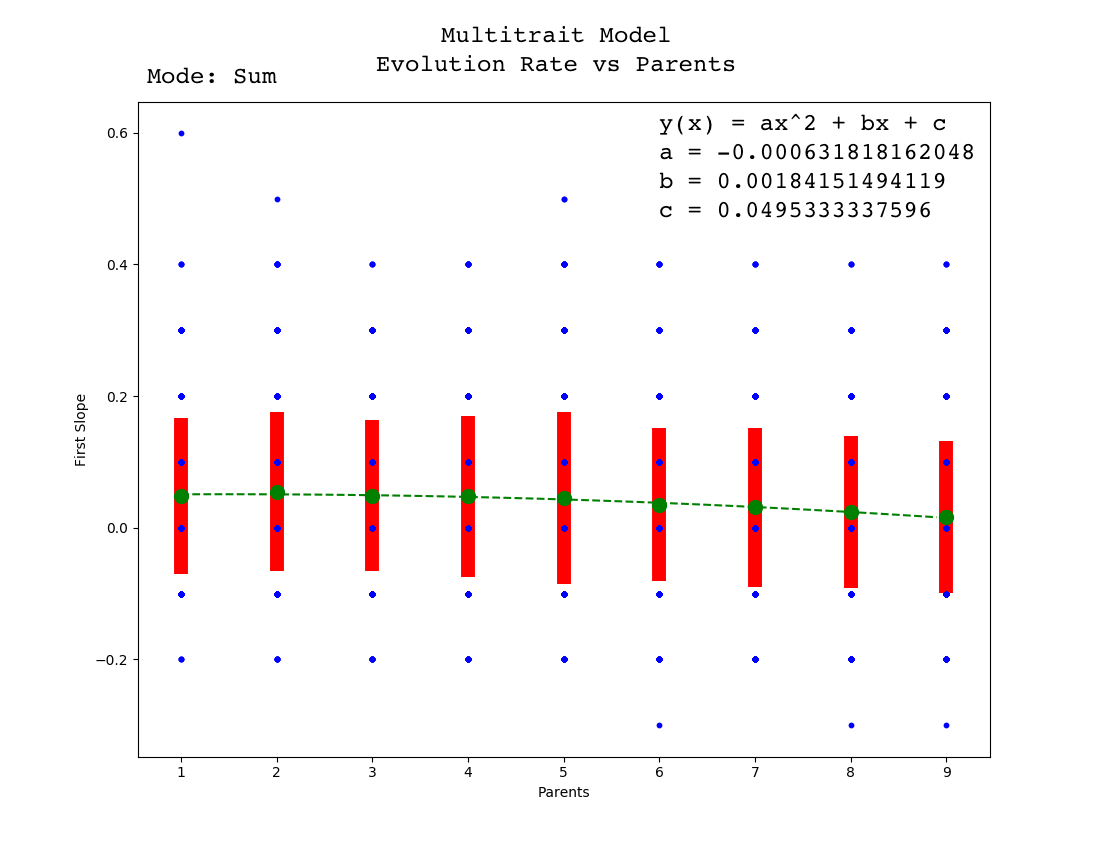 Multitrait Model
Evolution Rate vs Parents
Mode: Sum
y(x) = ax^2 + bx + c
a = -0.000631818162048
b = 0.00184151494119
c = 0.0495333337596
0.6
0.4
0.2
0.0
−0.2
First Slope
1 2 3 4 5 6 7 8 9
Parents